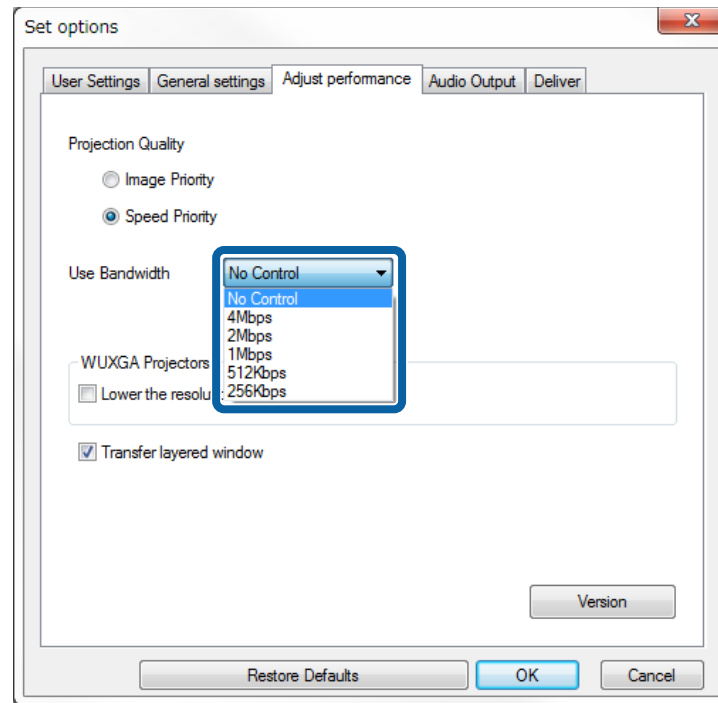 Set options
User Settings General settings Adjust performance Audio Output Deliver
Projection Quality
Image Priority
Speed Priority
Use Bandwidth No Control
No Control
4Mbps
2Mbps
1Mbps
512Kbps
256Kbps
WUXGA Projectors
Lower the
Transfer layered window
Version
Restore Defaults OK Cancel